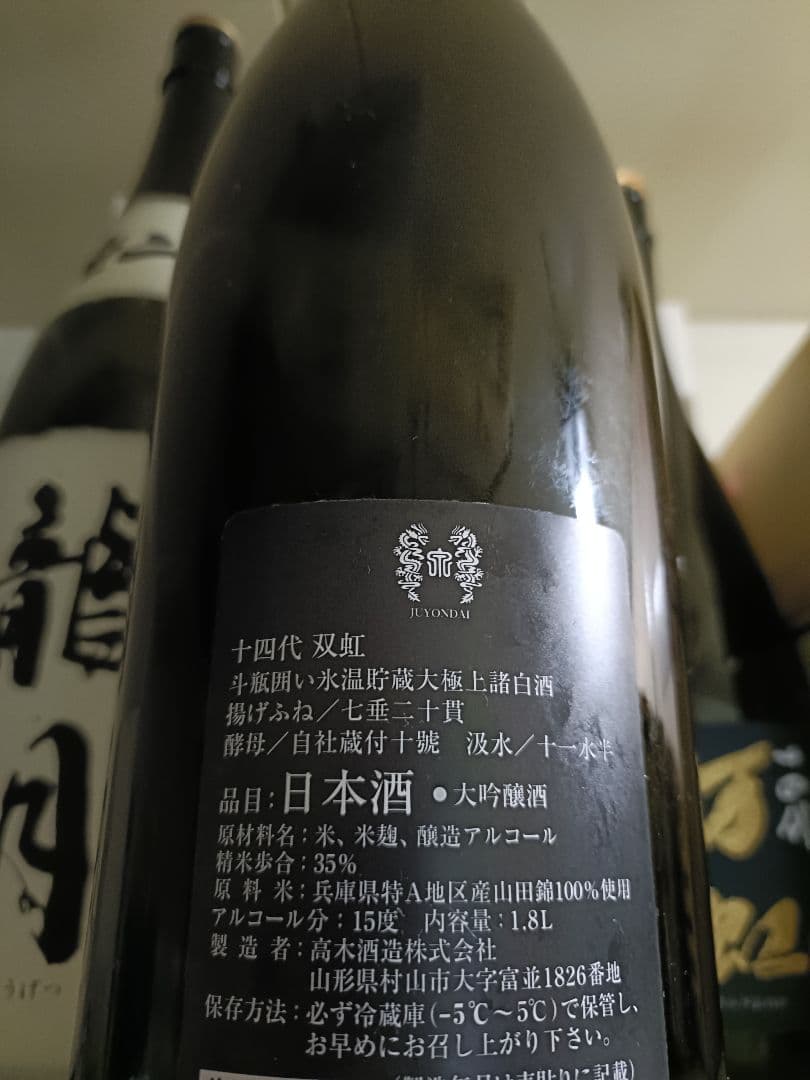 JUYONDAI
十四代 双虹
斗瓶囲い氷温貯蔵大極上諸白酒
揚げふね／七垂二十貫
酵母／自社蔵付十號 汲水／十一水半
品目：日本酒 ●大吟醸酒
原材料名：米、米麹、醸造アルコール
精米歩合：35%
原料米：兵庫県特A地区産山田錦100%使用
アルコール分：15度 内容量：1.8L
製造者：高木酒造株式会社
山形県村山市大字富並1826番地
保存方法：必ず冷蔵庫(-5℃～5℃)で保管し、
お早めにお召し上がり下さい。
龍月